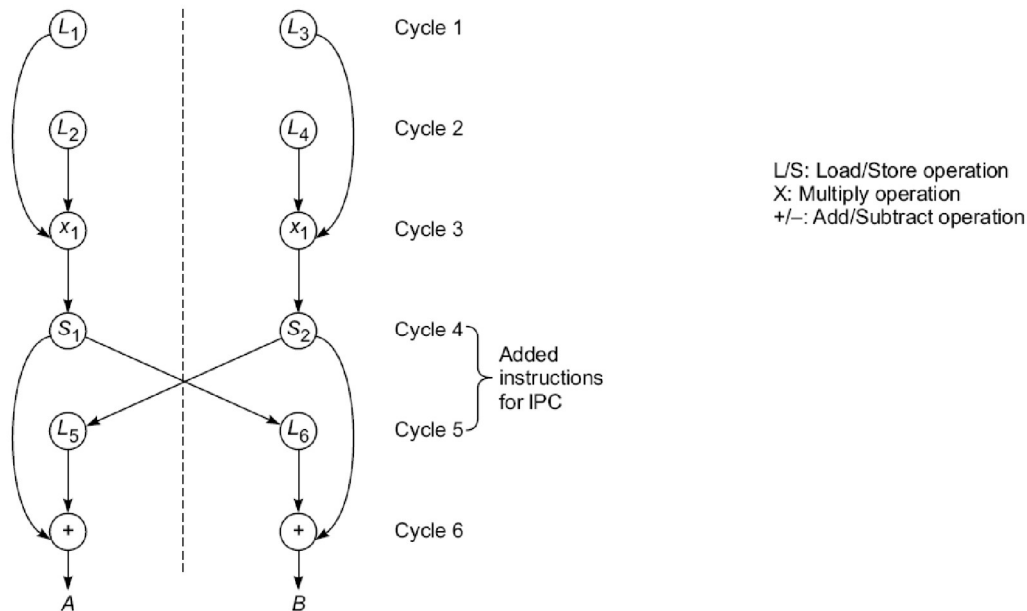 L1 L3 Cycle 1
L2 L4 Cycle 2
L/S: Load/Store operation
X: Multiply operation
+/–: Add/Subtract operation
x1 x1 Cycle 3
S1 S2 Cycle 4
Added
instructions
for IPC
L5 L6 Cycle 5
+ + Cycle 6
A B